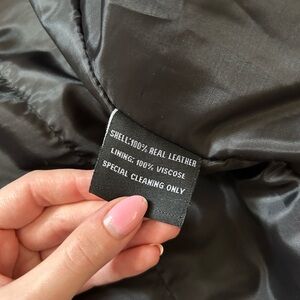 SHELL:100% REAL LEATHER
LINING: 100% VISCOSE
SPECIAL CLEANING ONLY